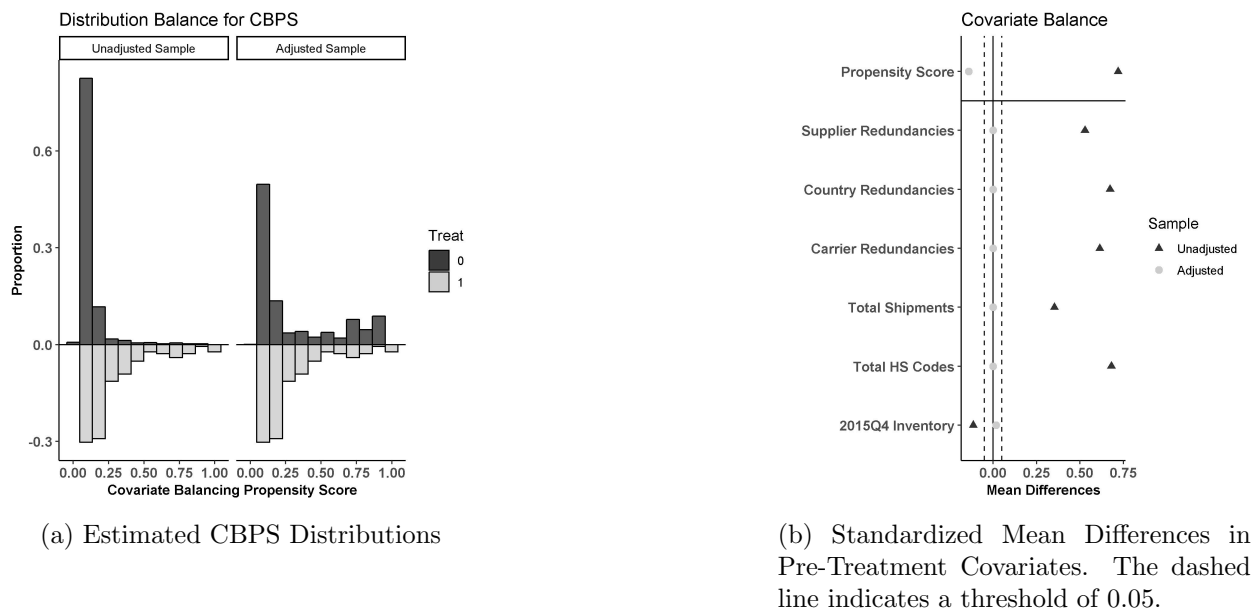 Distribution Balance for CBPS
Unadjusted Sample
Adjusted Sample
Proportion
0.6
0.3
0.0
-0.3
0.00 0.25 0.50 0.75 1.00
0.00 0.25 0.50 0.75 1.00
Covariate Balancing Propensity Score
Treat
0
1
(a) Estimated CBPS Distributions
Covariate Balance
Propensity Score
Supplier Redundancies
Country Redundancies
Carrier Redundancies
Total Shipments
Total HS Codes
2015Q4 Inventory
0.00 0.25 0.50 0.75
Mean Differences
Sample
Unadjusted
Adjusted
(b) Standardized Mean Differences in
Pre-Treatment Covariates. The dashed
line indicates a threshold of 0.05.